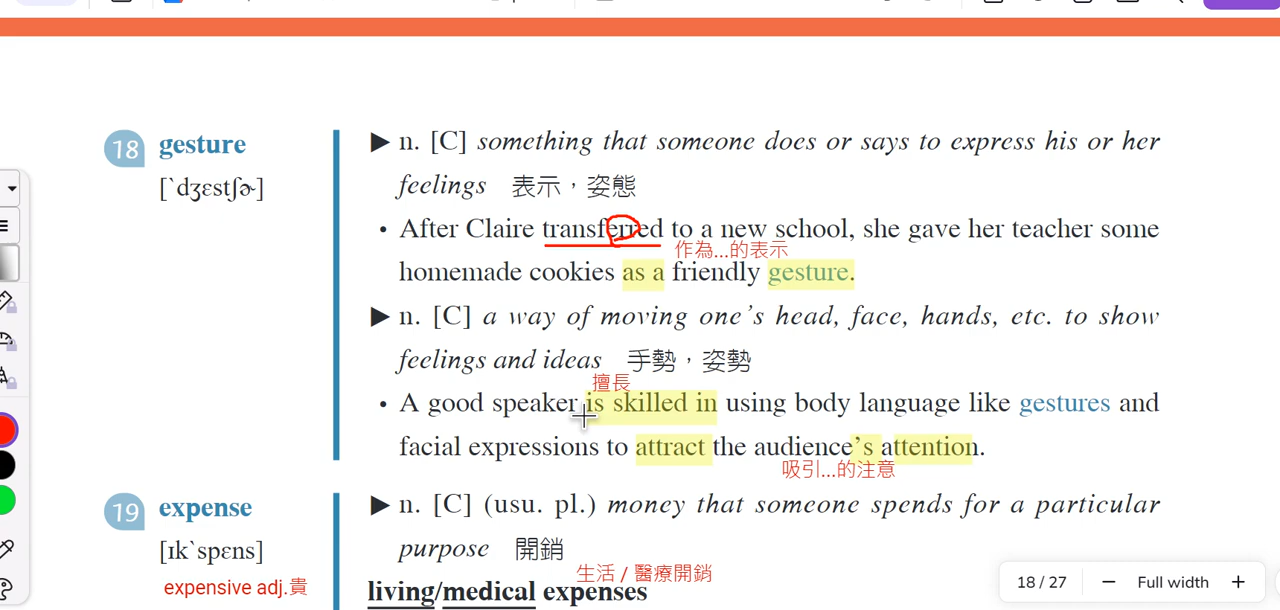 18 gesture
[ˋdʒɛstʃɚ]
▶ n. [C] something that someone does or says to express his or her
feelings 表示，姿態
• After Claire transferred to a new school, she gave her teacher some
作為...的表示
homemade cookies as a friendly gesture.
▶ n. [C] a way of moving one's head, face, hands, etc. to show
feelings and ideas 手勢，姿勢
擅長
• A good speaker is skilled in using body language like gestures and
facial expressions to attract the audience's attention.
吸引...的注意
19 expense
[ɪkˋspɛns]
expensive adj.貴
▶ n. [C] (usu. pl.) money that someone spends for a particular
purpose 開銷
生活 / 醫療開銷
living/medical expenses
18 / 27 — Full width +